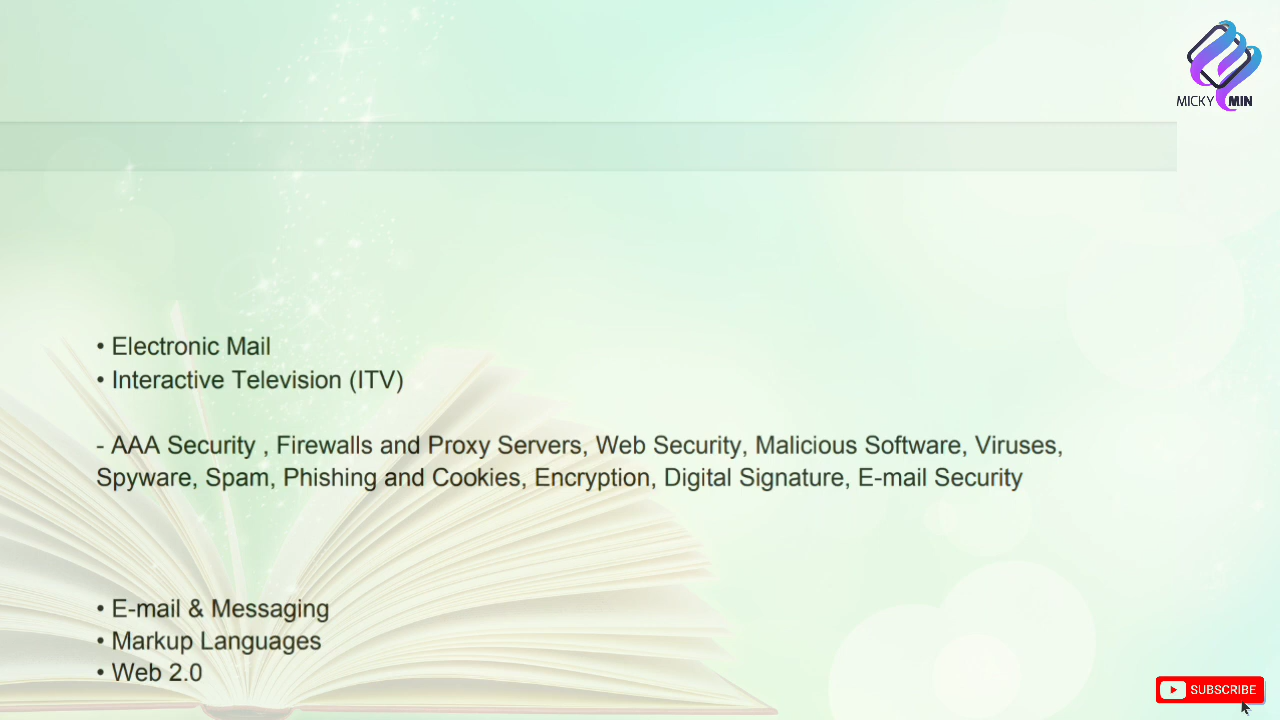 MICKY MIN
• Electronic Mail
• Interactive Television (ITV)
- AAA Security , Firewalls and Proxy Servers, Web Security, Malicious Software, Viruses,
Spyware, Spam, Phishing and Cookies, Encryption, Digital Signature, E-mail Security
• E-mail & Messaging
• Markup Languages
• Web 2.0
SUBSCRIBE